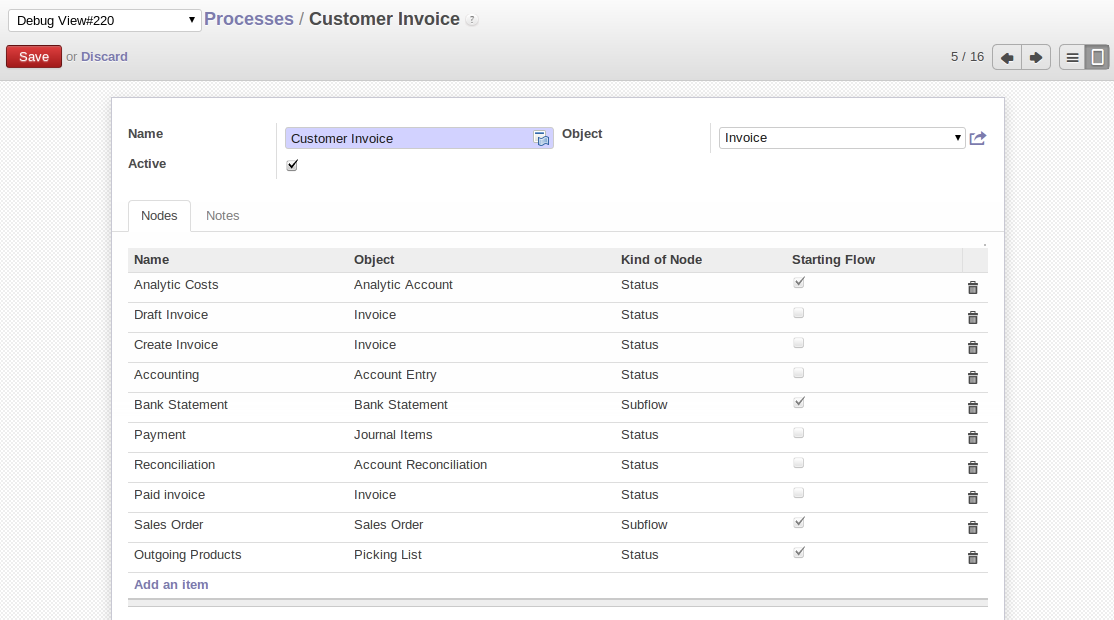 Debug View#220 Processes / Customer Invoice ?
Save or Discard 5 / 16
Name Customer Invoice Object Invoice
Active
Nodes Notes
Name Object Kind of Node Starting Flow
Analytic Costs Analytic Account Status
Draft Invoice Invoice Status
Create Invoice Invoice Status
Accounting Account Entry Status
Bank Statement Bank Statement Subflow
Payment Journal Items Status
Reconciliation Account Reconciliation Status
Paid invoice Invoice Status
Sales Order Sales Order Subflow
Outgoing Products Picking List Status
Add an item